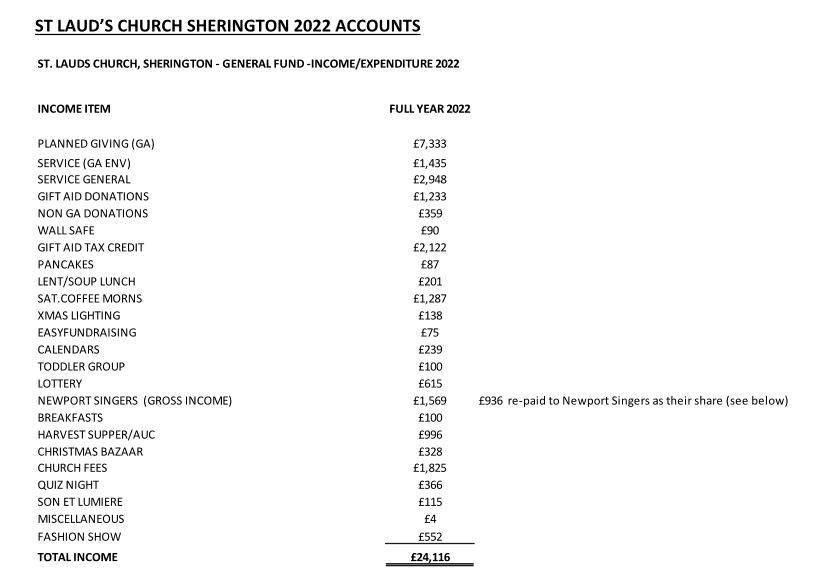 ST LAUD'S CHURCH SHERINGTON 2022 ACCOUNTS
ST. LAUDS CHURCH, SHERINGTON - GENERAL FUND -INCOME/EXPENDITURE 2022
INCOME ITEM FULL YEAR 2022
PLANNED GIVING (GA) £7,333
SERVICE (GA ENV) £1,435
SERVICE GENERAL £2,948
GIFT AID DONATIONS £1,233
NON GA DONATIONS £359
WALL SAFE £90
GIFT AID TAX CREDIT £2,122
PANCAKES £87
LENT/SOUP LUNCH £201
SAT.COFFEE MORNS £1,287
XMAS LIGHTING £138
EASYFUNDRAISING £75
CALENDARS £239
TODDLER GROUP £100
LOTTERY £615
NEWPORT SINGERS (GROSS INCOME) £1,569 £936 re-paid to Newport Singers as their share (see below)
BREAKFASTS £100
HARVEST SUPPER/AUC £996
CHRISTMAS BAZAAR £328
CHURCH FEES £1,825
QUIZ NIGHT £366
SON ET LUMIERE £115
MISCELLANEOUS £4
FASHION SHOW £552
TOTAL INCOME £24,116